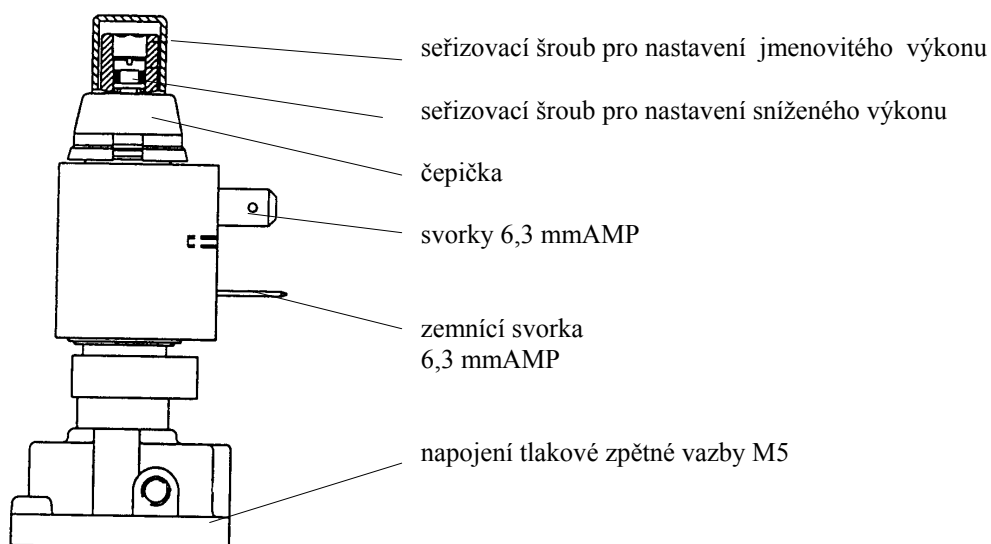 seřizovací šroub pro nastavení jmenovitého výkonu
seřizovací šroub pro nastavení sníženého výkonu
čepička
svorky 6,3 mmAMP
zemnící svorka
6,3 mmAMP
napojení tlakové zpětné vazby M5